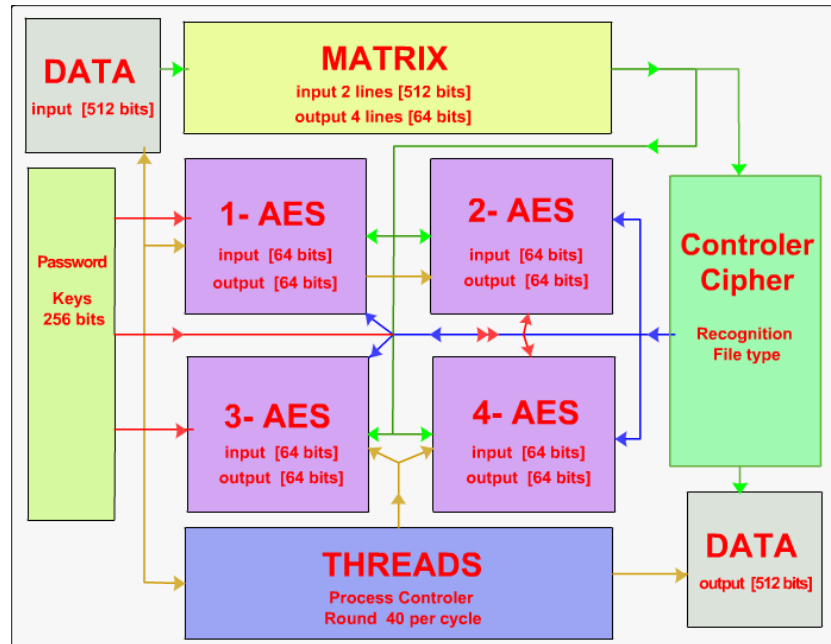 DATA
input [512 bits]
MATRIX
input 2 lines [512 bits]
output 4 lines [64 bits]
Password
Keys
256 bits
1- AES
input [64 bits]
output [64 bits]
2- AES
input [64 bits]
output [64 bits]
Controler
Cipher
Recognition
File type
3- AES
input [64 bits]
output [64 bits]
4- AES
input [64 bits]
output [64 bits]
THREADS
Process Controler
Round 40 per cycle
DATA
output [512 bits]